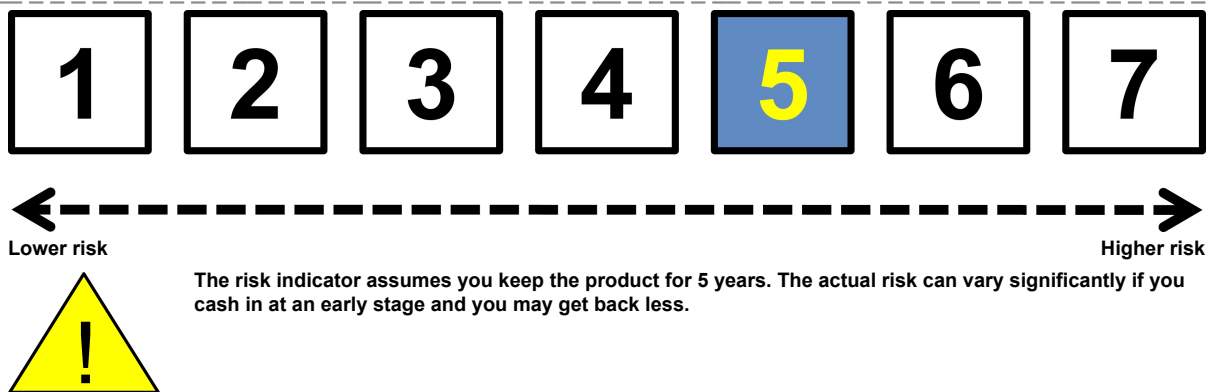 1 2 3 4 5 6 7
Lower risk Higher risk
The risk indicator assumes you keep the product for 5 years. The actual risk can vary significantly if you
cash in at an early stage and you may get back less.
!